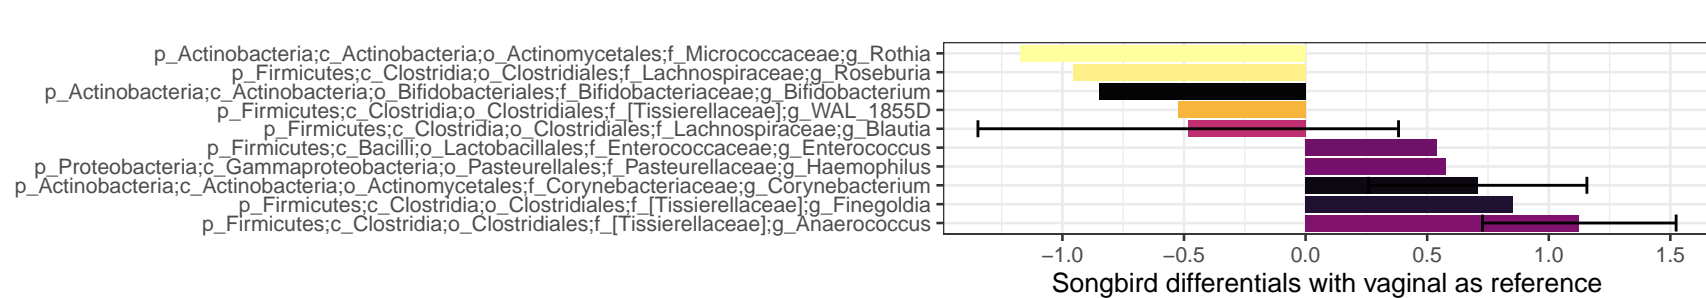 p_Actinobacteria;c_Actinobacteria;o_Actinomycetales;f_Micrococcaceae;g_Rothia
p_Firmicutes;c_Clostridia;o_Clostridiales;f_Lachnospiraceae;g_Roseburia
p_Actinobacteria;c_Actinobacteria;o_Bifidobacteriales;f_Bifidobacteriaceae;g_Bifidobacterium
p_Firmicutes;c_Clostridia;o_Clostridiales;f_[Tissierellaceae];g_WAL_1855D
p_Firmicutes;c_Clostridia;o_Clostridiales;f_Lachnospiraceae;g_Blautia
p_Firmicutes;c_Bacilli;o_Lactobacillales;f_Enterococcaceae;g_Enterococcus
p_Proteobacteria;c_Gammaproteobacteria;o_Pasteurellales;f_Pasteurellaceae;g_Haemophilus
p_Actinobacteria;c_Actinobacteria;o_Actinomycetales;f_Corynebacteriaceae;g_Corynebacterium
p_Firmicutes;c_Clostridia;o_Clostridiales;f_[Tissierellaceae];g_Finegoldia
p_Firmicutes;c_Clostridia;o_Clostridiales;f_[Tissierellaceae];g_Anaerococcus
−1.0 −0.5 0.0 0.5 1.0 1.5
Songbird differentials with vaginal as reference